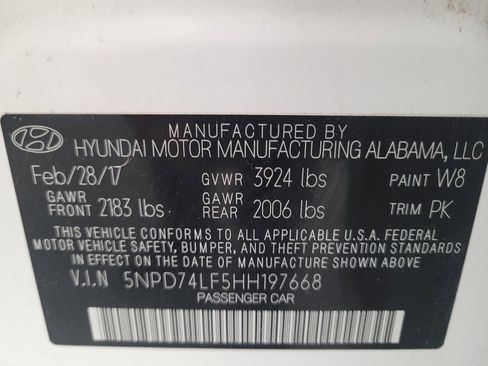 MANUFACTURED BY
HYUNDAI MOTOR MANUFACTURING ALABAMA, LLC
Feb/28/17 GVWR 3924 lbs PAINT W8
GAWR FRONT 2183 lbs GAWR REAR 2006 lbs TRIM PK
THIS VEHICLE CONFORMS TO ALL APPLICABLE U.S.A. FEDERAL
MOTOR VEHICLE SAFETY, BUMPER, AND THEFT PREVENTION
STANDARDS IN EFFECT ON THE
DATE OF MANUFACTURE SHOWN ABOVE.
V.I.N 5NPD74LF5HH197668
PASSENGER CAR